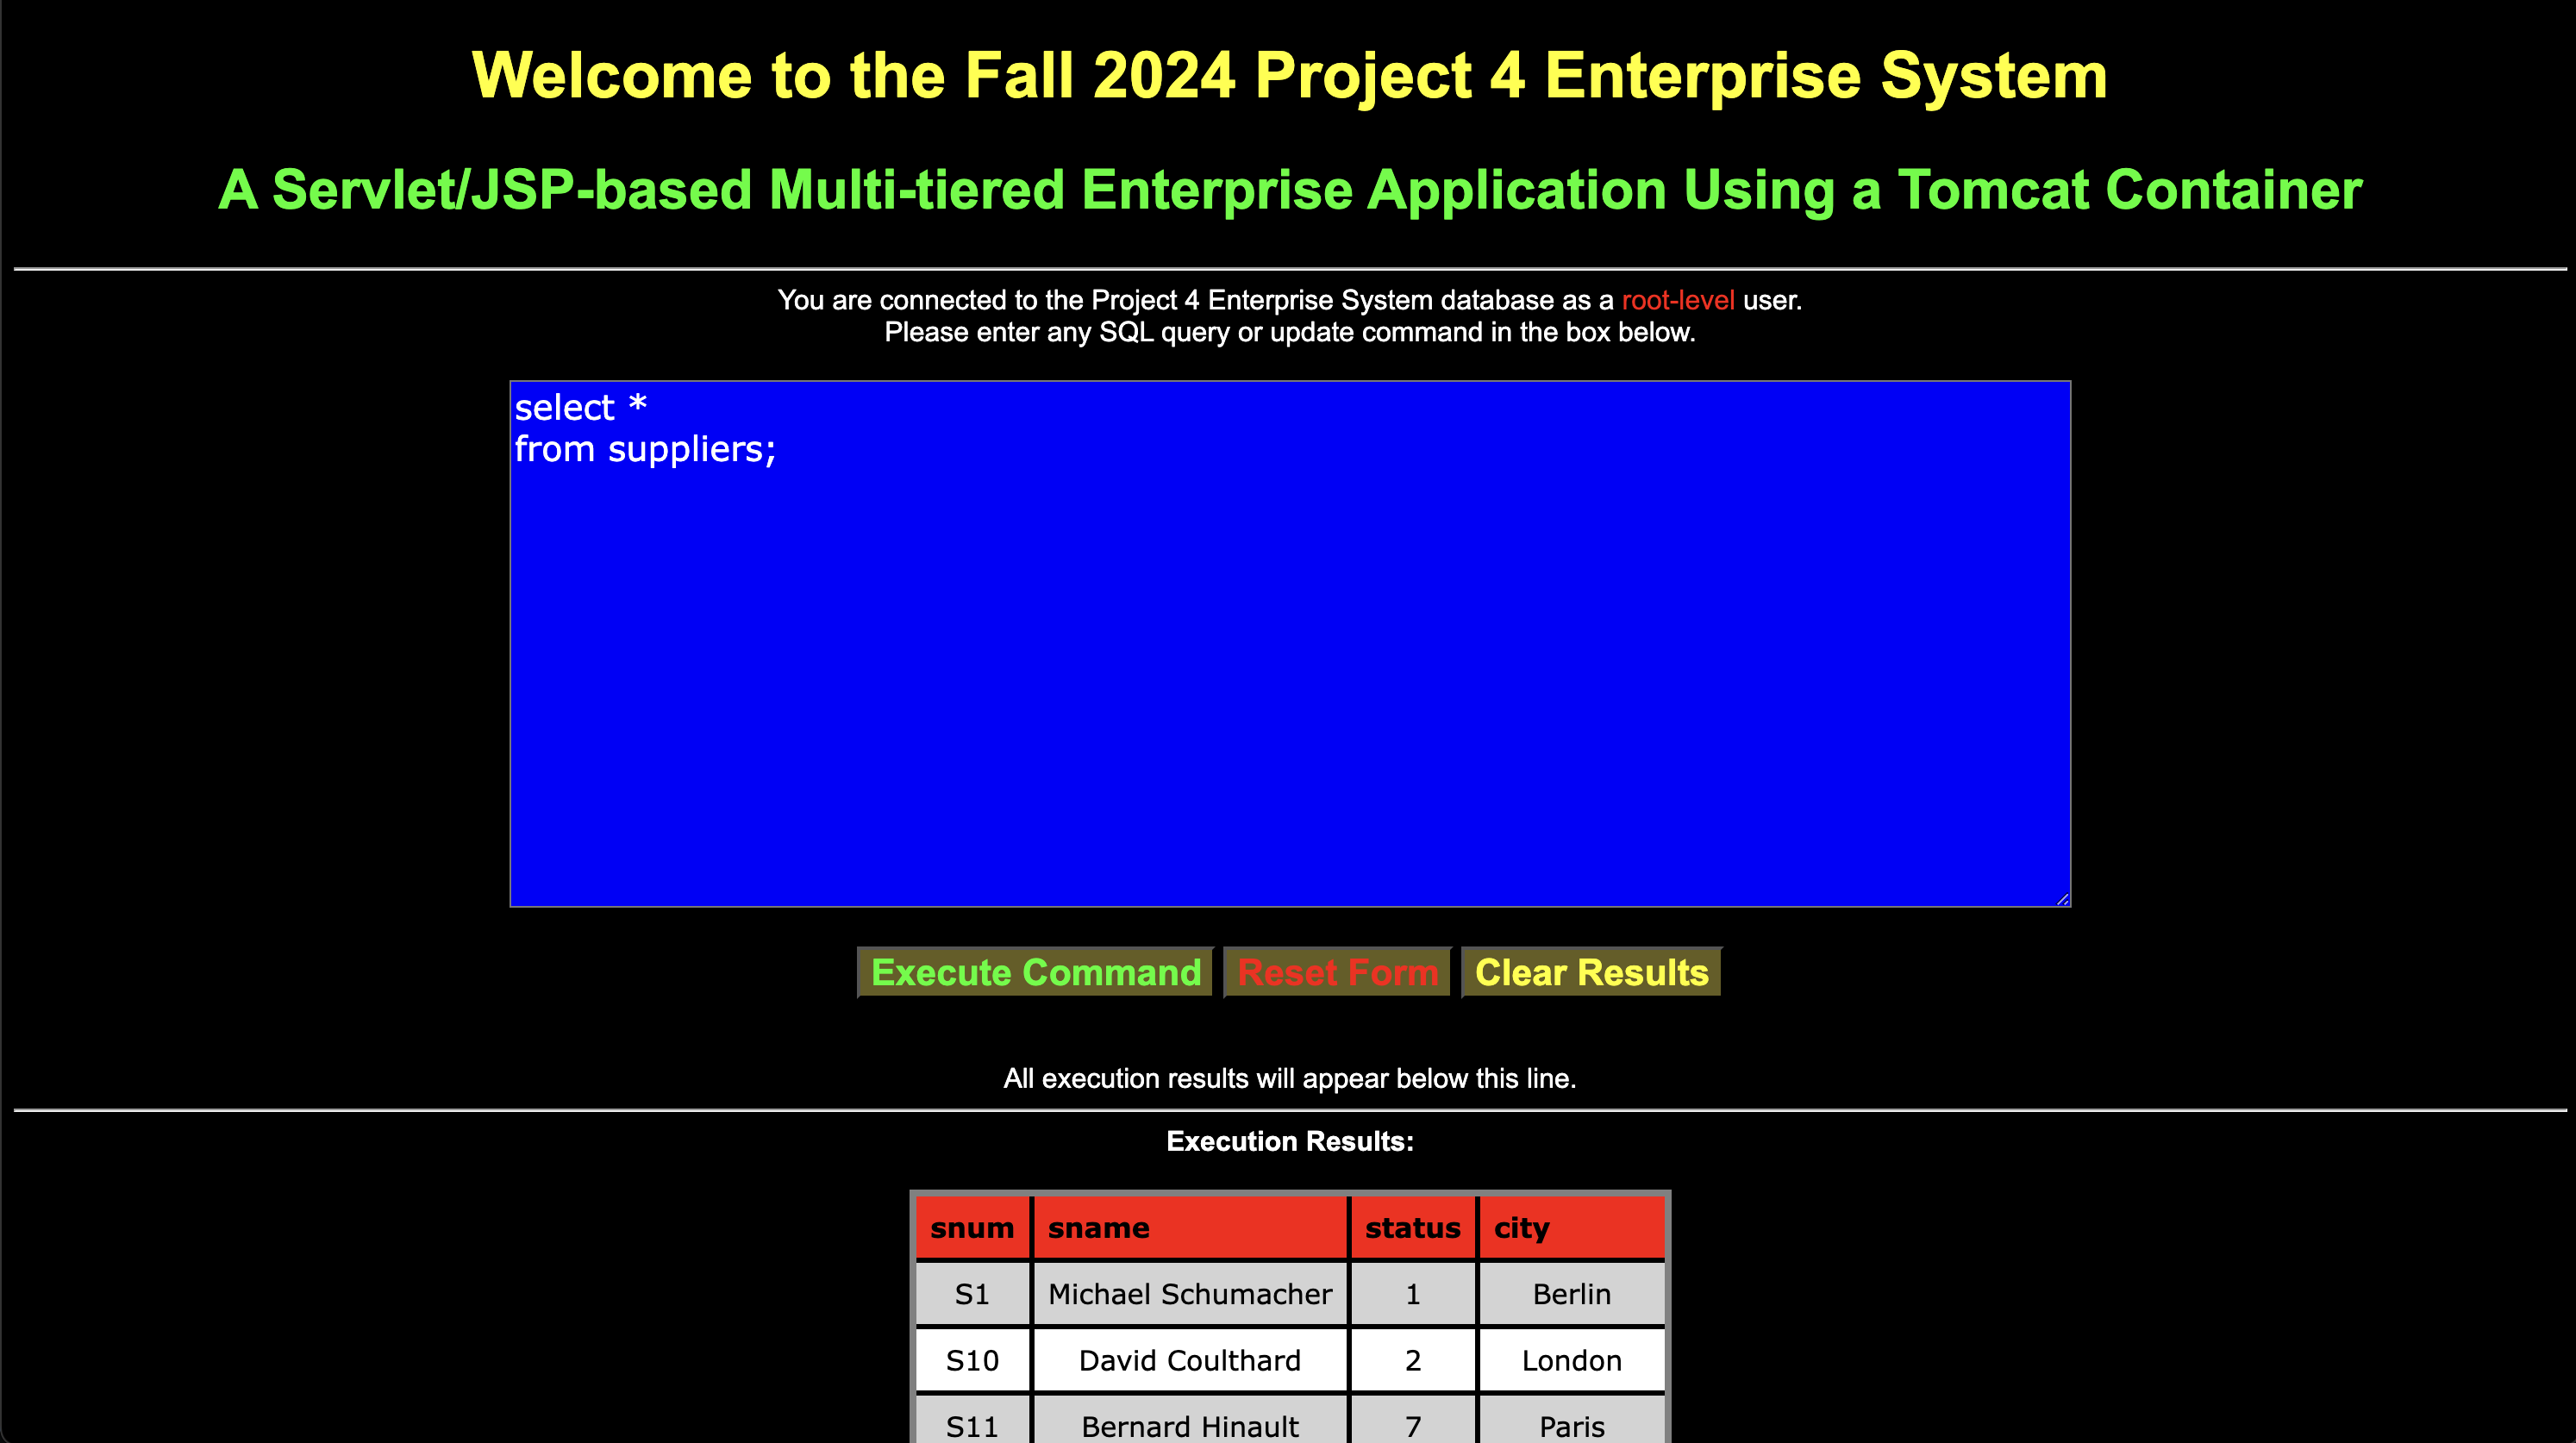 Welcome to the Fall 2024 Project 4 Enterprise System
A Servlet/JSP-based Multi-tiered Enterprise Application Using a Tomcat Container
You are connected to the Project 4 Enterprise System database as a root-level user.
Please enter any SQL query or update command in the box below.
select *
from suppliers;
Execute Command Reset Form Clear Results
All execution results will appear below this line.
Execution Results:
snum sname status city
S1 Michael Schumacher 1 Berlin
S10 David Coulthard 2 London
S11 Bernard Hinault 7 Paris